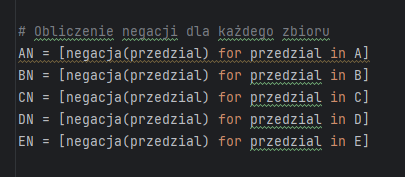 # Obliczenie negacji dla każdego zbioru
AN = [negacja(przedzial) for przedzial in A]
BN = [negacja(przedzial) for przedzial in B]
CN = [negacja(przedzial) for przedzial in C]
DN = [negacja(przedzial) for przedzial in D]
EN = [negacja(przedzial) for przedzial in E]